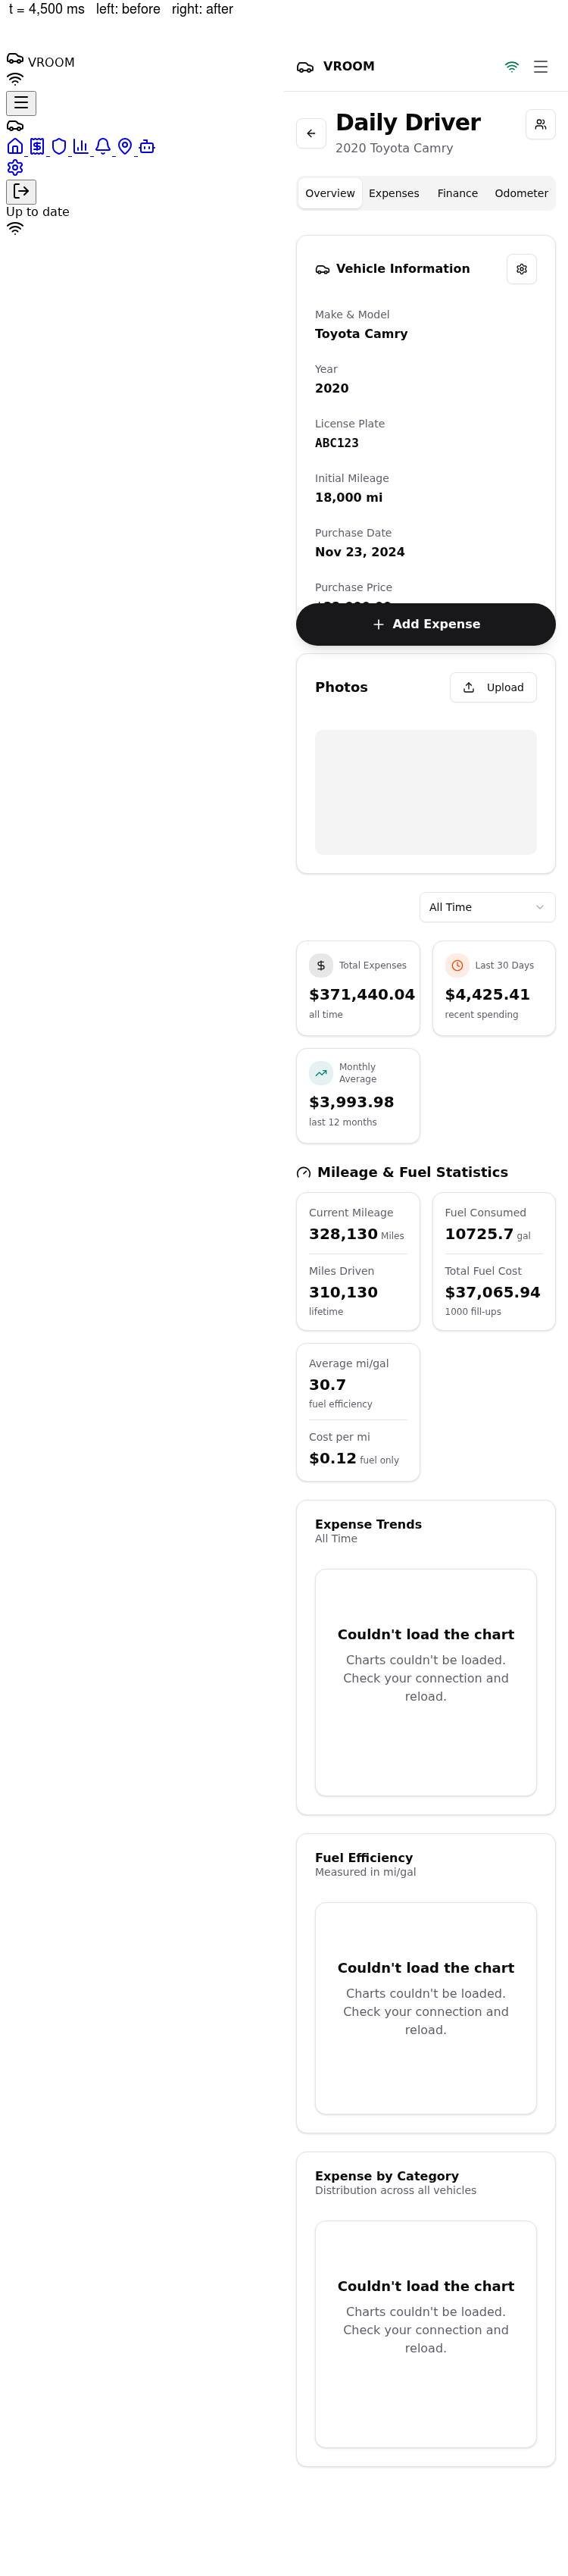 t = 4,500 ms left: before right: after
VROOM
Up to date
VROOM
Daily Driver
2020 Toyota Camry
Overview Expenses Finance Odometer
Vehicle Information
Make & Model
Toyota Camry
Year
2020
License Plate
ABC123
Initial Mileage
18,000 mi
Purchase Date
Nov 23, 2024
Purchase Price
Add Expense
Photos Upload
All Time
Total Expenses
$371,440.04
all time
Last 30 Days
$4,425.41
recent spending
Monthly
Average
$3,993.98
last 12 months
Mileage & Fuel Statistics
Current Mileage
328,130 Miles
Miles Driven
310,130
lifetime
Fuel Consumed
10725.7 gal
Total Fuel Cost
$37,065.94
1000 fill-ups
Average mi/gal
30.7
fuel efficiency
Cost per mi
$0.12 fuel only
Expense Trends
All Time
Couldn't load the chart
Charts couldn't be loaded.
Check your connection and
reload.
Fuel Efficiency
Measured in mi/gal
Couldn't load the chart
Charts couldn't be loaded.
Check your connection and
reload.
Expense by Category
Distribution across all vehicles
Couldn't load the chart
Charts couldn't be loaded.
Check your connection and
reload.